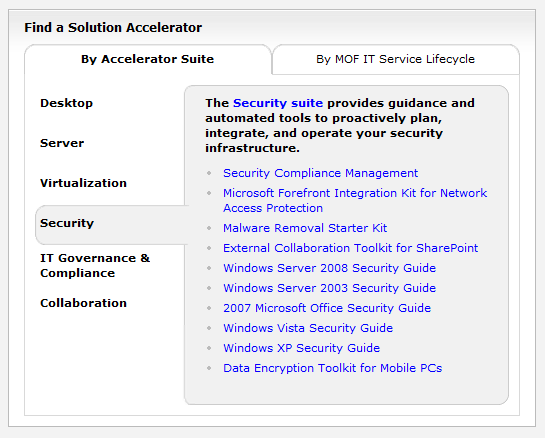 Find a Solution Accelerator
By Accelerator Suite
By MOF IT Service Lifecycle
Desktop
Server
Virtualization
Security
IT Governance &
Compliance
Collaboration
The Security suite provides guidance and
automated tools to proactively plan,
integrate, and operate your security
infrastructure.
Security Compliance Management
Microsoft Forefront Integration Kit for Network
Access Protection
Malware Removal Starter Kit
External Collaboration Toolkit for SharePoint
Windows Server 2008 Security Guide
Windows Server 2003 Security Guide
2007 Microsoft Office Security Guide
Windows Vista Security Guide
Windows XP Security Guide
Data Encryption Toolkit for Mobile PCs